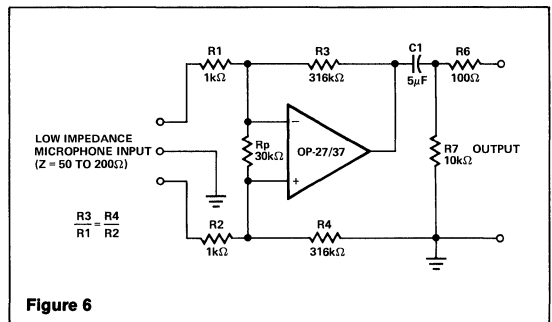 R1
1kΩ
R3
316kΩ
C1
5μF
R6
100Ω
LOW IMPEDANCE
MICROPHONE INPUT
(Z = 50 TO 200Ω)
Rp
30kΩ
−
+
OP-27/37
R7
10kΩ
OUTPUT
R3/R1 = R4/R2
R2
1kΩ
R4
316kΩ
Figure 6